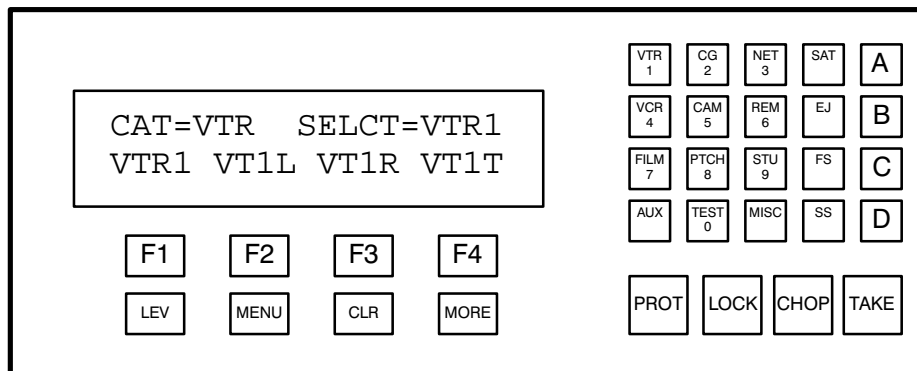 CAT=VTR SELCT=VTR1
VTR1 VT1L VT1R VT1T
F1 F2 F3 F4
LEV MENU CLR MORE
VTR 1
CG 2
NET 3
SAT
A
VCR 4
CAM 5
REM 6
EJ
B
FILM 7
PTCH 8
STU 9
FS
C
AUX
TEST 0
MISC
SS
D
PROT LOCK CHOP TAKE